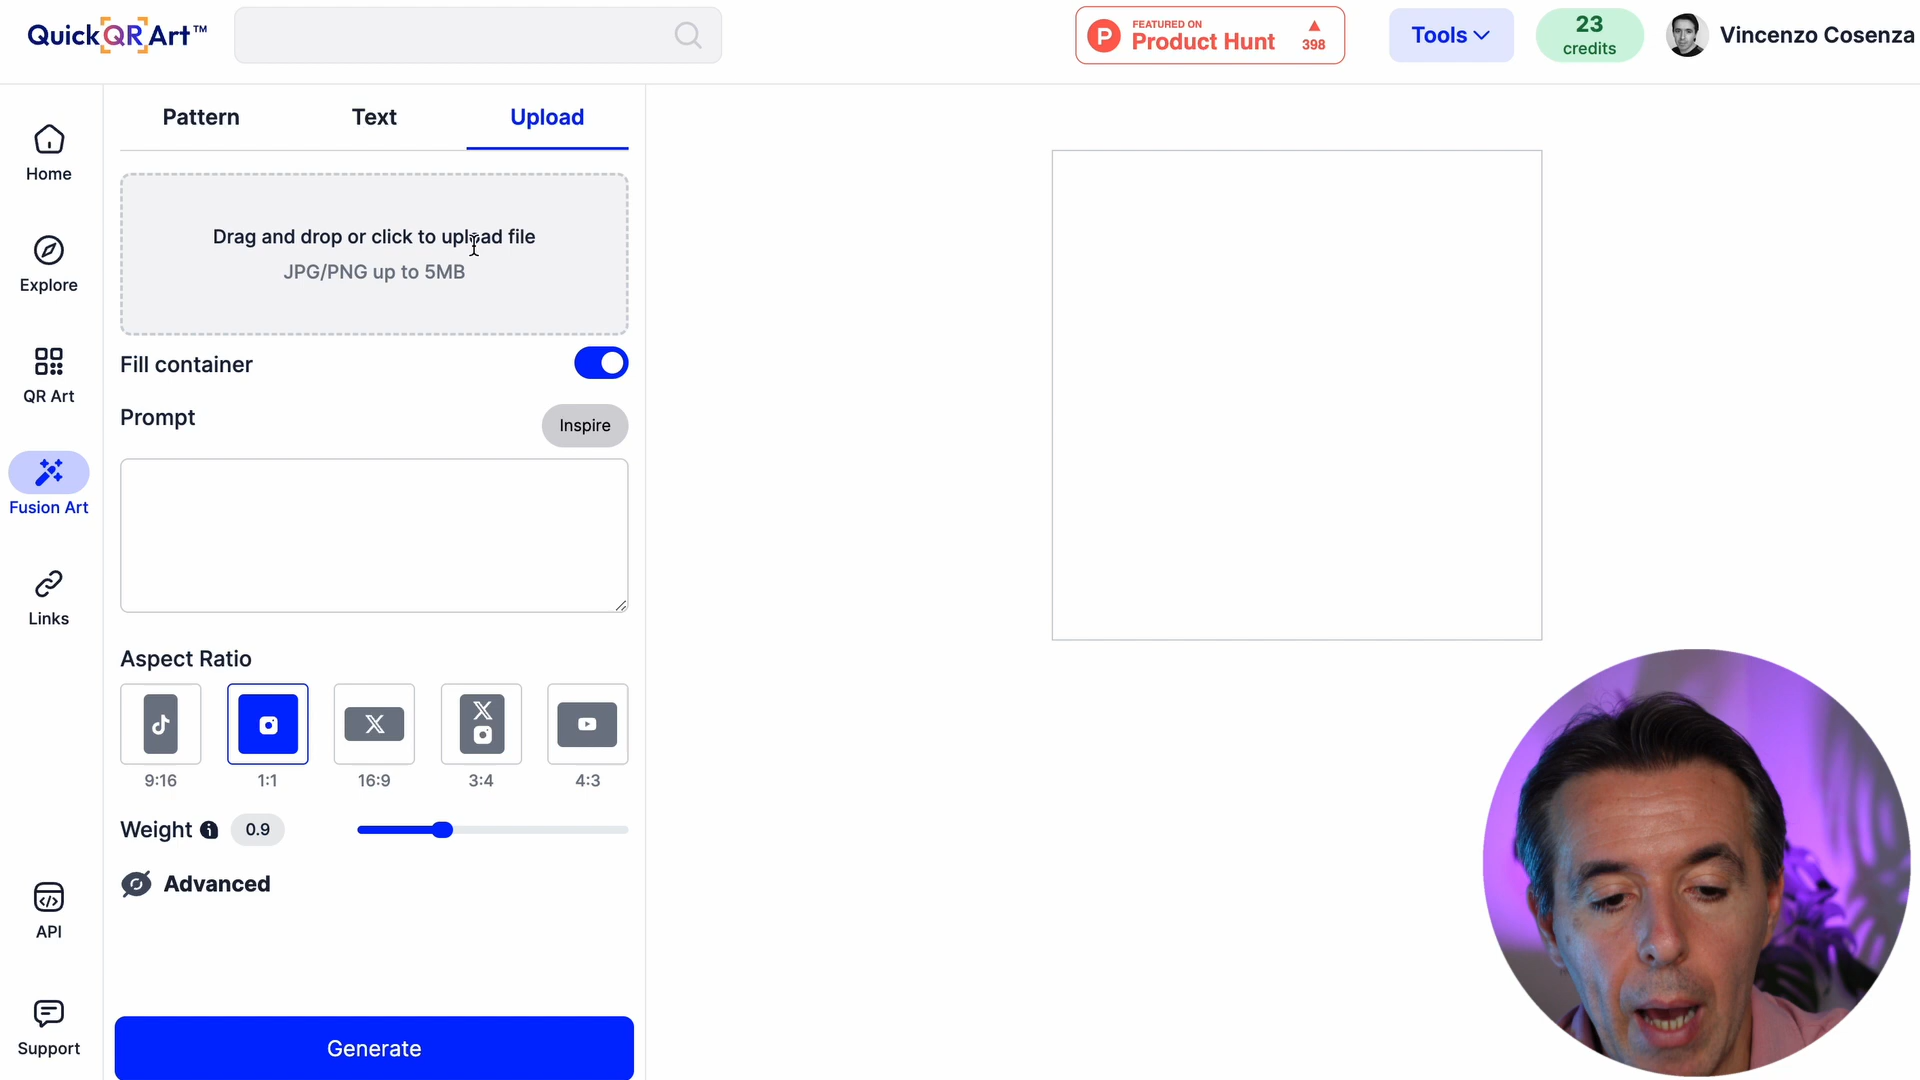 QuickQRArt™
FEATURED ON
Product Hunt
398
Tools
23
credits
Vincenzo Cosenza
Pattern
Text
Upload
Home
Drag and drop or click to upload file
JPG/PNG up to 5MB
Explore
Fill container
QR Art
Prompt
Inspire
Fusion Art
Links
Aspect Ratio
9:16
1:1
16:9
3:4
4:3
Weight
0.9
Advanced
API
Support
Generate